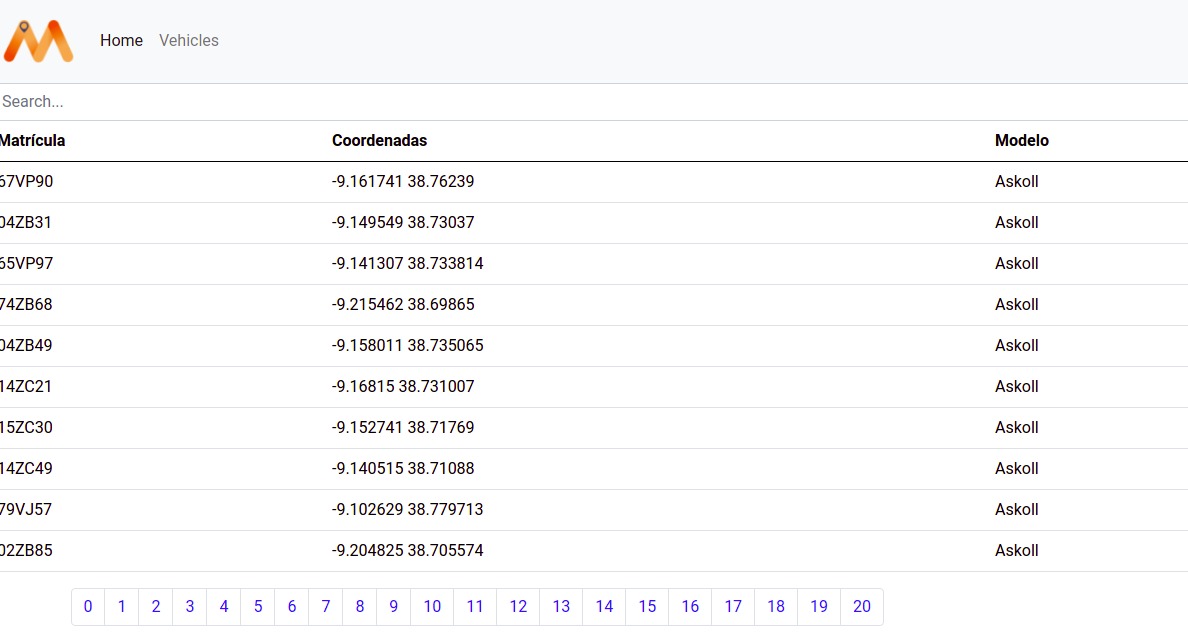 Home Vehicles
Search...
Matrícula Coordenadas Modelo
67VP90 -9.161741 38.76239 Askoll
04ZB31 -9.149549 38.73037 Askoll
65VP97 -9.141307 38.733814 Askoll
74ZB68 -9.215462 38.69865 Askoll
04ZB49 -9.158011 38.735065 Askoll
14ZC21 -9.16815 38.731007 Askoll
15ZC30 -9.152741 38.71769 Askoll
14ZC49 -9.140515 38.71088 Askoll
79VJ57 -9.102629 38.779713 Askoll
02ZB85 -9.204825 38.705574 Askoll
0 1 2 3 4 5 6 7 8 9 10 11 12 13 14 15 16 17 18 19 20